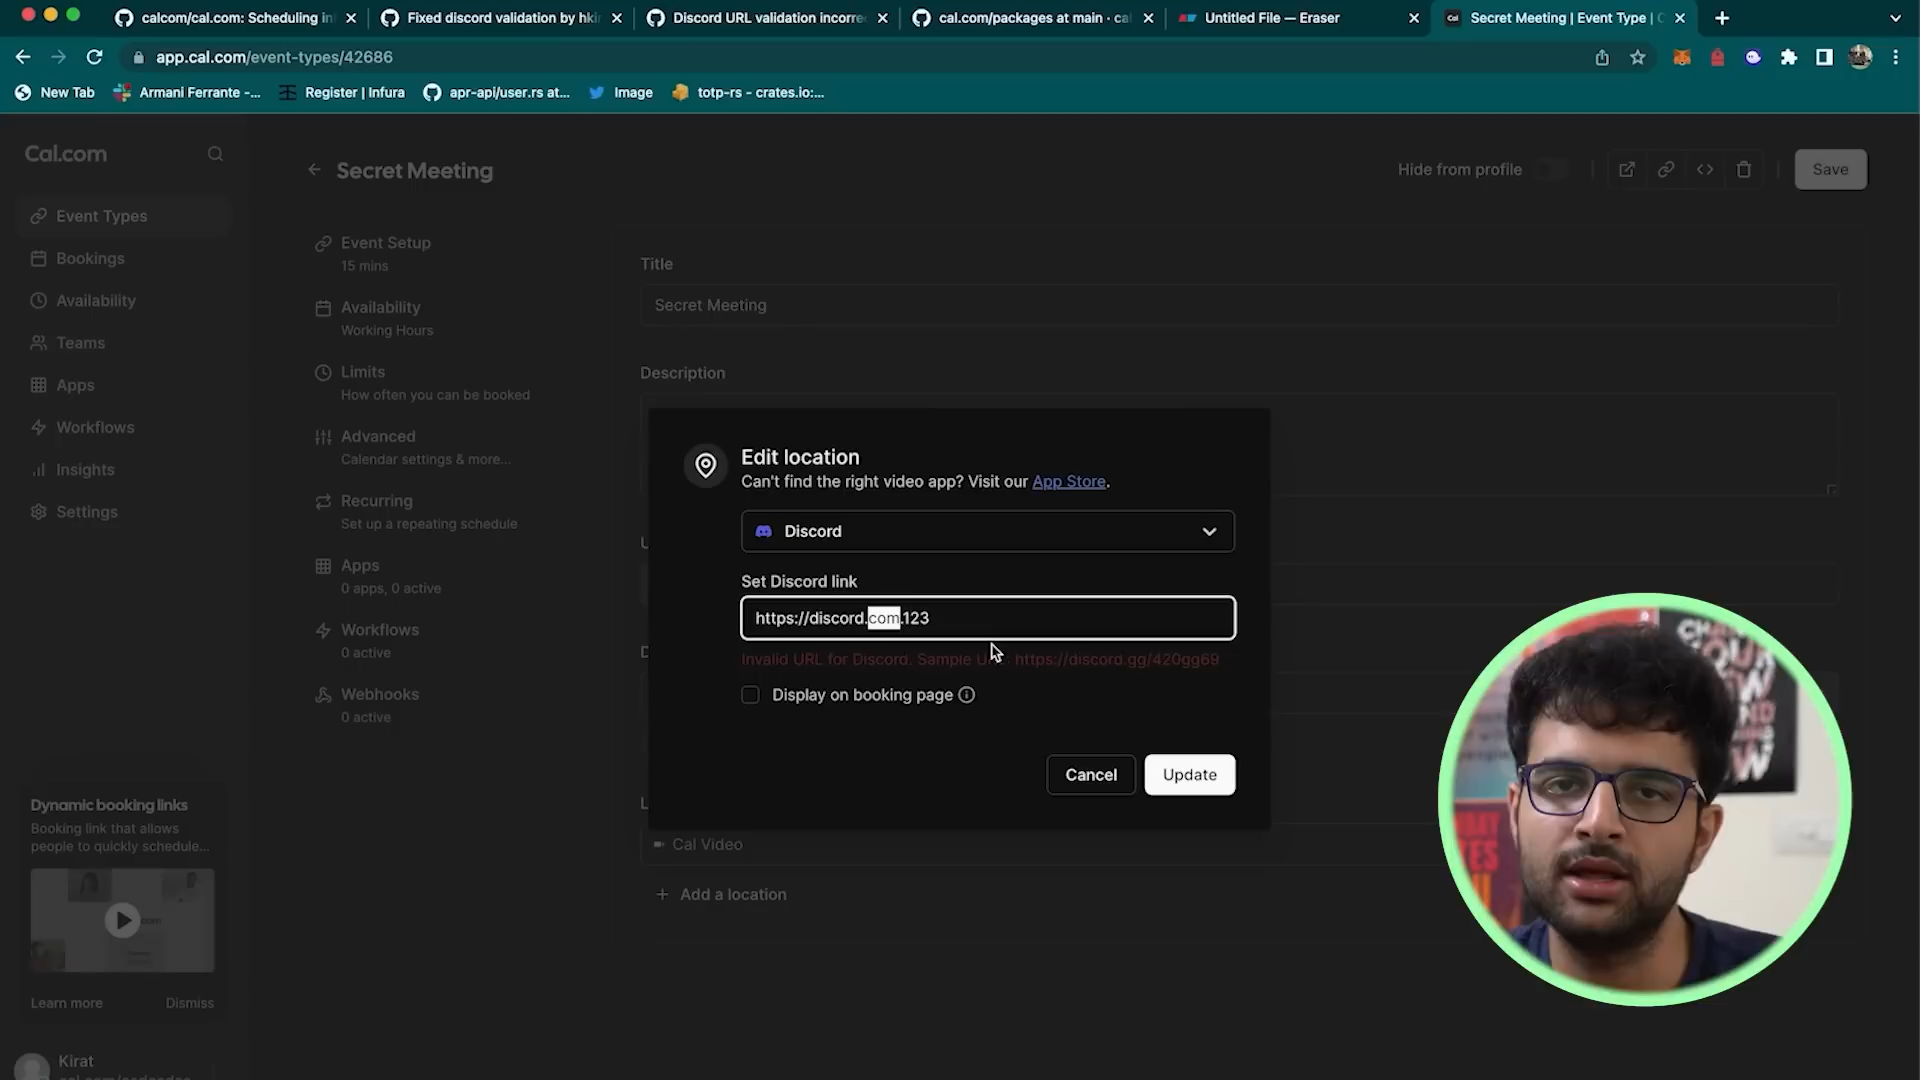 calcom/cal.com: Scheduling in
Fixed discord validation by hki
Discord URL validation incorre
cal.com/packages at main · ca
Untitled File — Eraser
Secret Meeting | Event Type |
app.cal.com/event-types/42686
New Tab
Armani Ferrante -...
Register | Infura
apr-api/user.rs at...
Image
totp-rs - crates.io:...
Cal.com
Secret Meeting
Hide from profile
Save
Event Types
Bookings
Availability
Teams
Apps
Workflows
Insights
Settings
Event Setup
15 mins
Availability
Working Hours
Limits
How often you can be booked
Advanced
Calendar settings & more...
Recurring
Set up a repeating schedule
Apps
0 apps, 0 active
Workflows
0 active
Webhooks
0 active
Title
Secret Meeting
Description
Edit location
Can't find the right video app? Visit our App Store.
Discord
Set Discord link
https://discord.com.123
Invalid URL for Discord. Sample U https://discord.gg/420gg69
Display on booking page
Cancel
Update
Cal Video
+ Add a location
Dynamic booking links
Booking link that allows
people to quickly schedule...
Learn more
Dismiss
Kirat